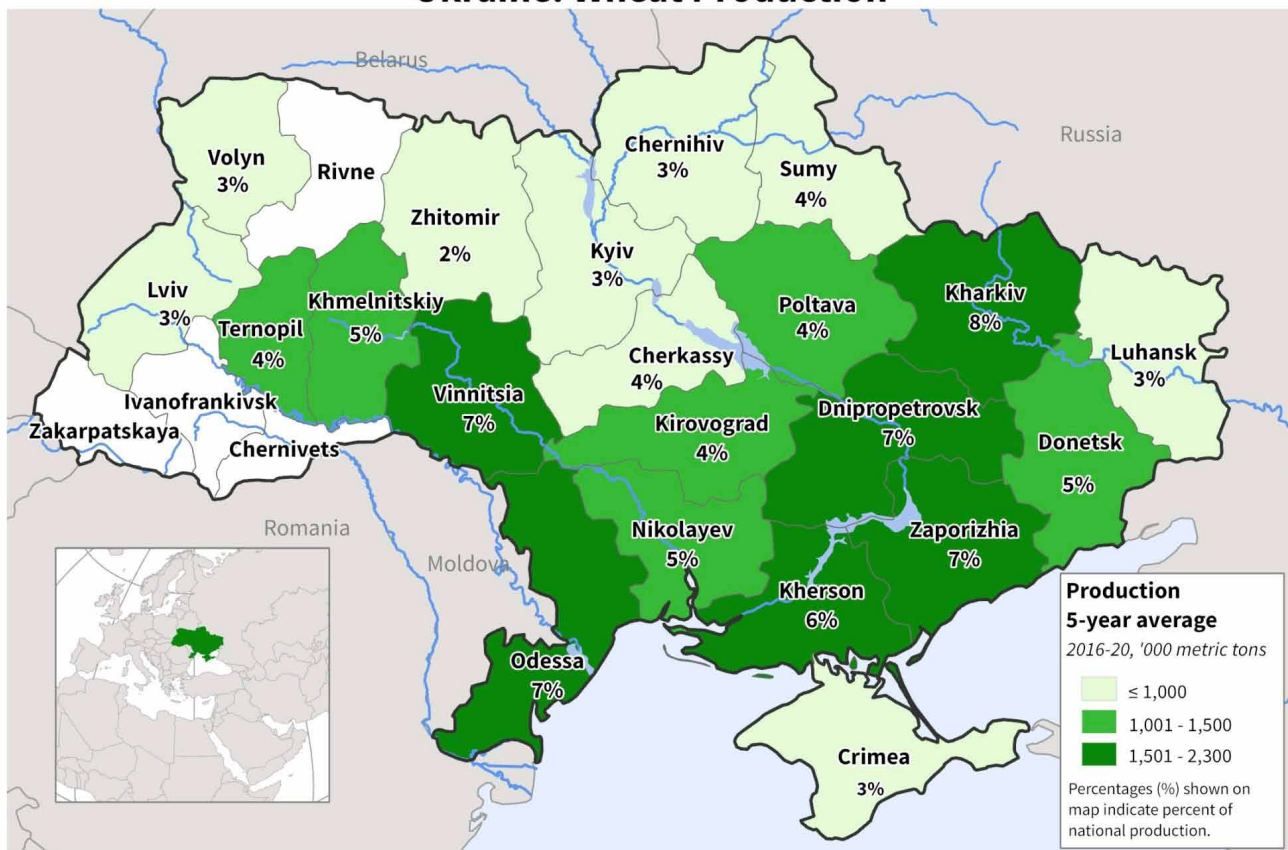 Ukraine: Wheat Production
Belarus
Russia
Volyn
3%
Rivne
Zhitomir
2%
Kyiv
3%
Chernihiv
3%
Sumy
4%
Lviv
3%
Ternopil
4%
Khmelnitskiy
5%
Vinnitsia
7%
Cherkassy
4%
Poltava
4%
Kharkiv
8%
Luhansk
3%
Ivanofrankivsk
Zakarpatskaya
Chernivets
Kirovograd
4%
Dnipropetrovsk
7%
Donetsk
5%
Romania
Moldova
Nikolayev
5%
Zaporizhia
7%
Kherson
6%
Odessa
7%
Crimea
3%
Production
5-year average
2016-20, '000 metric tons
≤ 1,000
1,001 - 1,500
1,501 - 2,300
Percentages (%) shown on
map indicate percent of
national production.